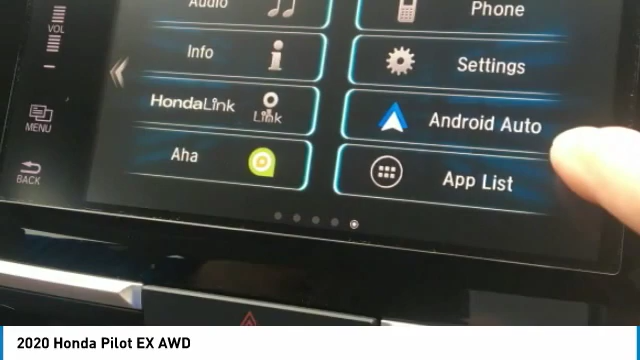 Audio
Phone
VOL
Info
Settings
HondaLink
Link
Android Auto
MENU
Aha
App List
BACK
2020 Honda Pilot EX AWD